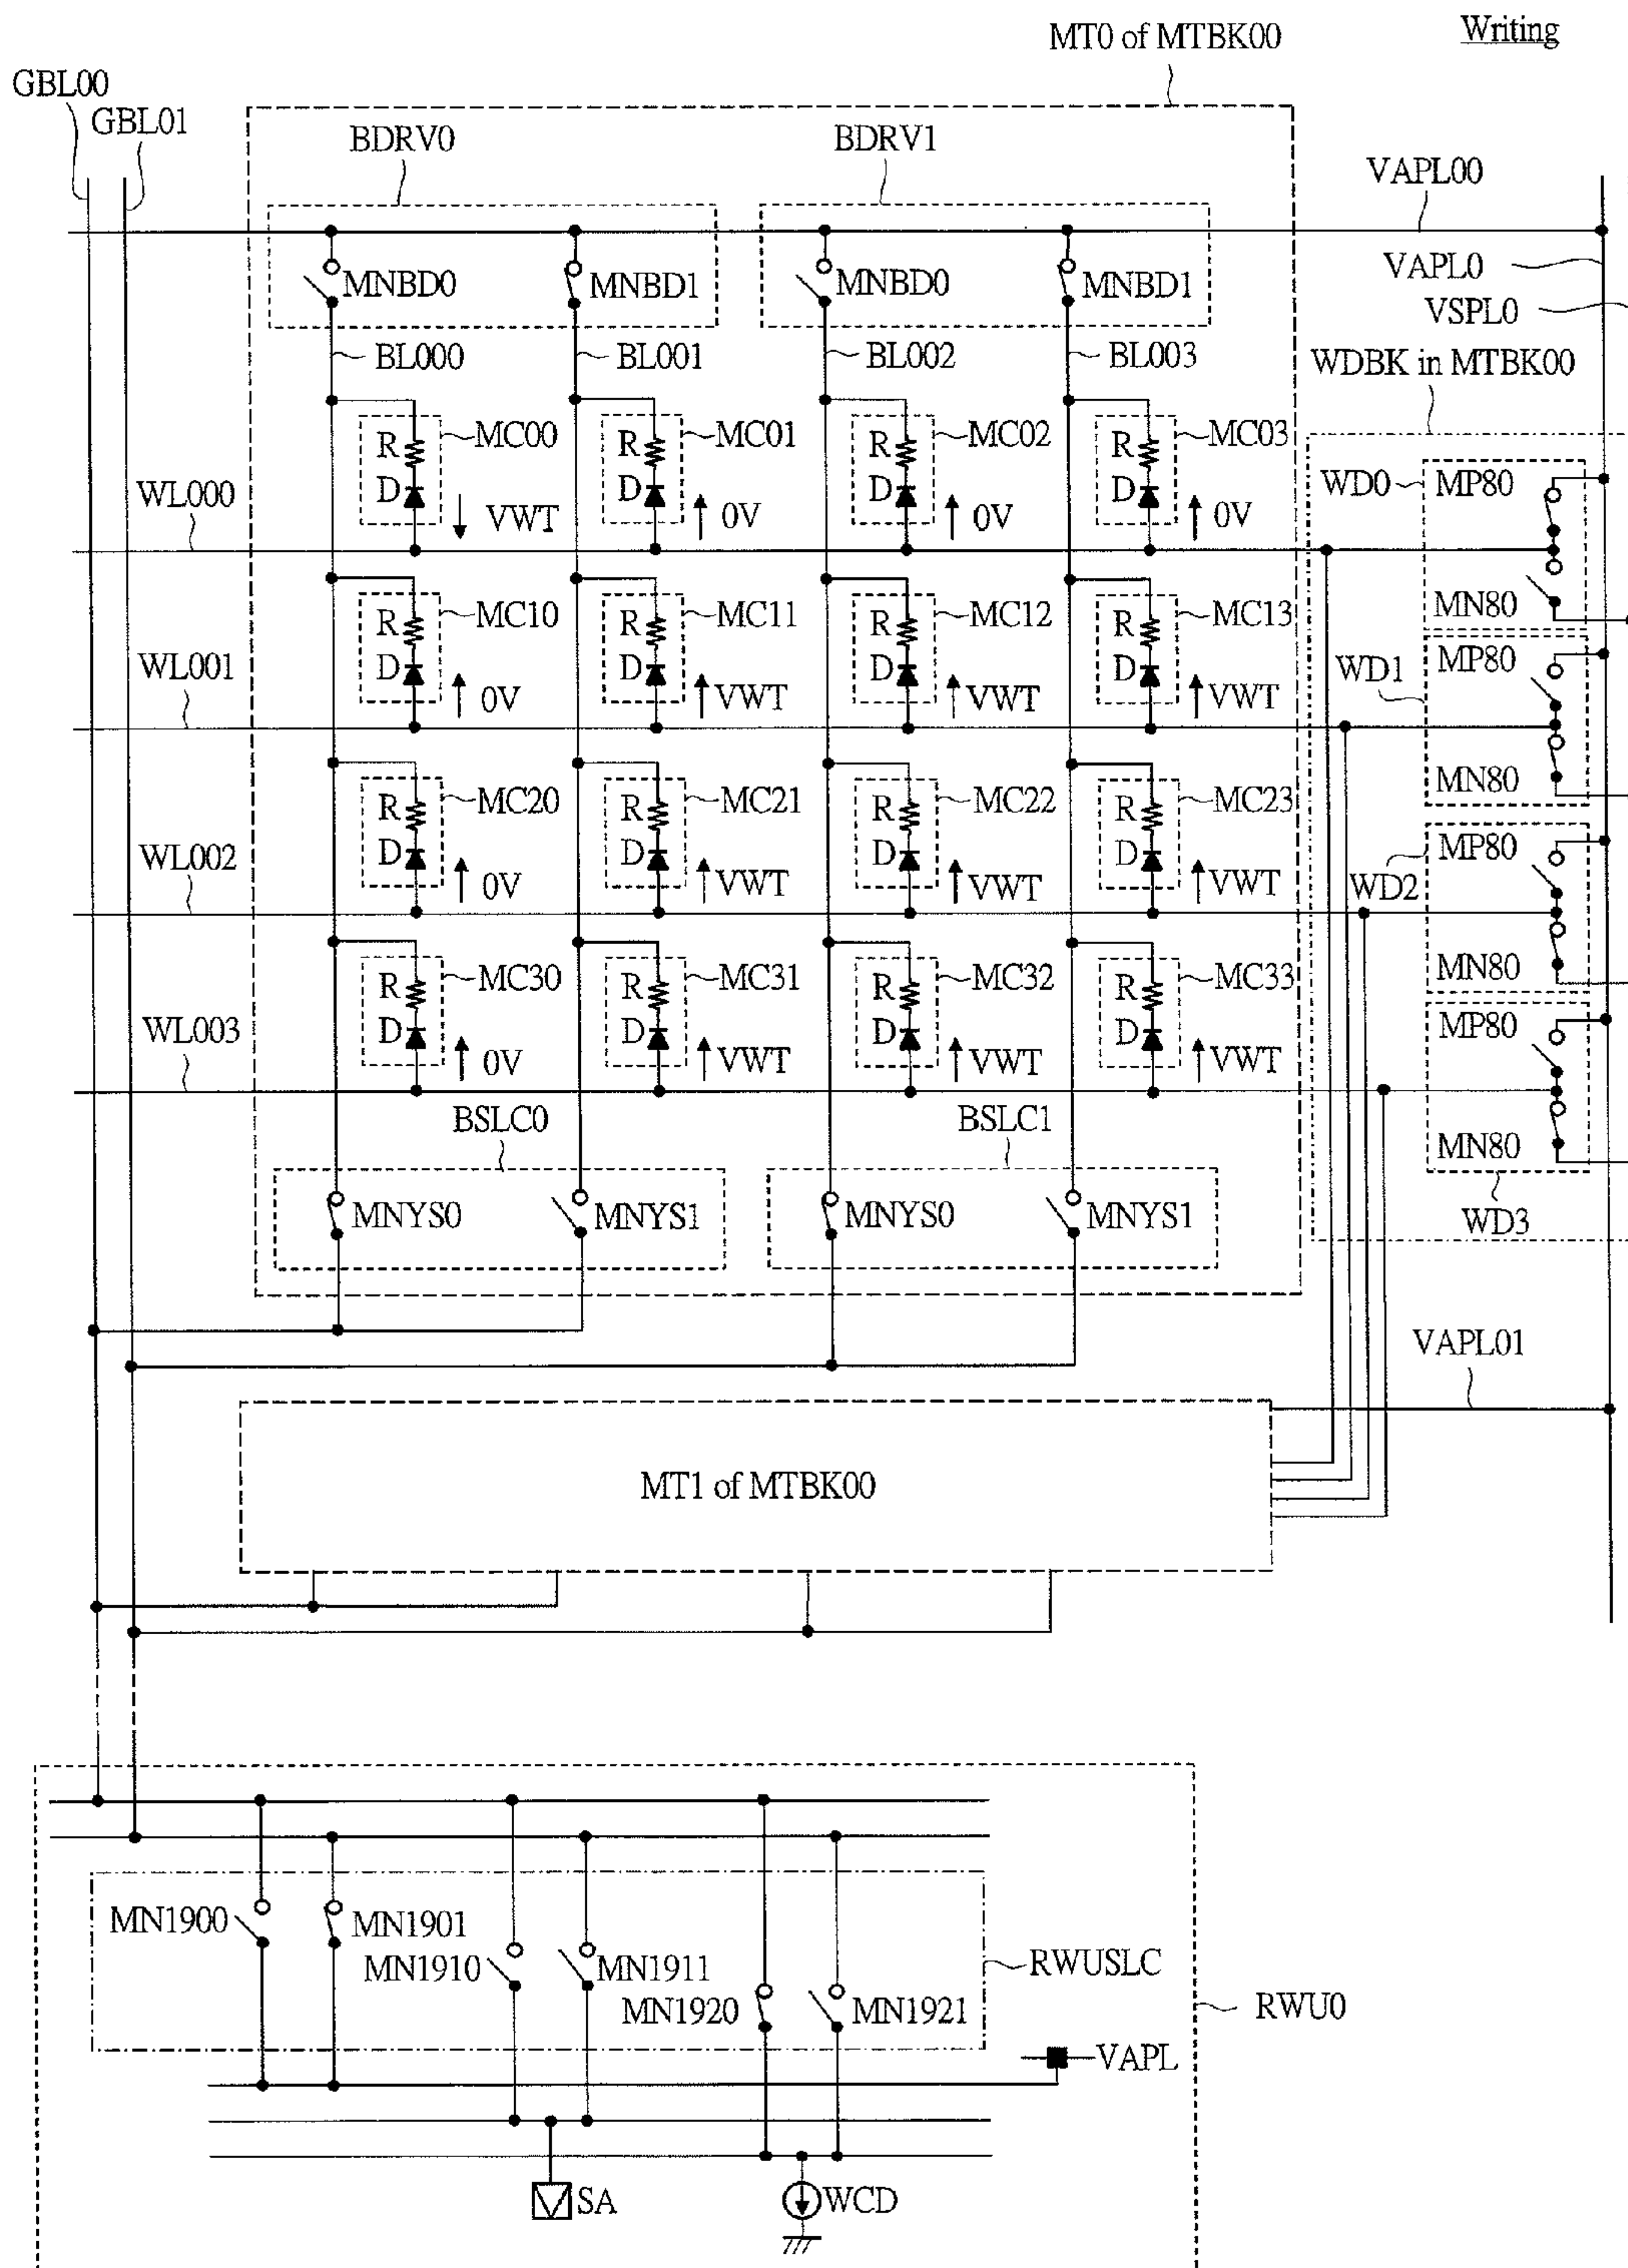 MT0 of MTBK00
Writing
GBL00
GBL01
BDRV0
BDRV1
VAPL00
VAPL0
VSPL0
MNBD0
MNBD1
MNBD0
MNBD1
BL000
BL001
BL002
BL003
WDBK in MTBK00
R
D
MC00
R
D
MC01
R
D
MC02
R
D
MC03
WL000
VWT
0V
0V
0V
WD0
MP80
MN80
R
D
MC10
R
D
MC11
R
D
MC12
R
D
MC13
WL001
0V
VWT
VWT
VWT
WD1
MP80
MN80
R
D
MC20
R
D
MC21
R
D
MC22
R
D
MC23
WL002
0V
VWT
VWT
VWT
WD2
MP80
MN80
R
D
MC30
R
D
MC31
R
D
MC32
R
D
MC33
WL003
0V
VWT
VWT
VWT
MP80
MN80
WD3
BSLC0
BSLC1
MNYS0
MNYS1
MNYS0
MNYS1
VAPL01
MT1 of MTBK00
MN1900
MN1901
MN1910
MN1911
MN1920
MN1921
RWUSLC
RWU0
VAPL
SA
WCD